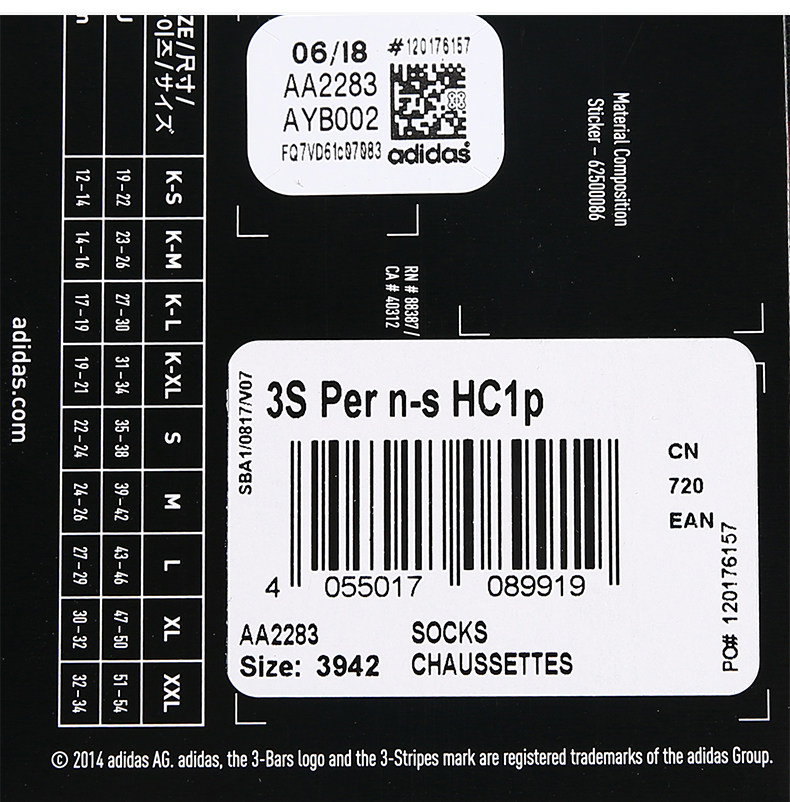 06/18 #120176157
AA2283
AYB002
FQ7VD61c07083 adidas
Material Composition
Sticker – 62500086
RN # 88387 /
CA # 40312
SBA1/0817/V07
3S Per n-s HC1p
CN
720
EAN
4 055017 089919
PO# 120176157
AA2283 SOCKS
Size: 3942 CHAUSSETTES
/尺寸/
/サイズ
K-S K-M K-L K-XL S M L XL XXL
19–22 23–26 27–30 31–34 35–38 39–42 43–46 47–50 51–54
12–14 14–16 17–19 19–21 22–24 24–26 27–29 30–32 32–34
adidas.com
© 2014 adidas AG. adidas, the 3-Bars logo and the 3-Stripes mark are registered trademarks of the adidas Group.